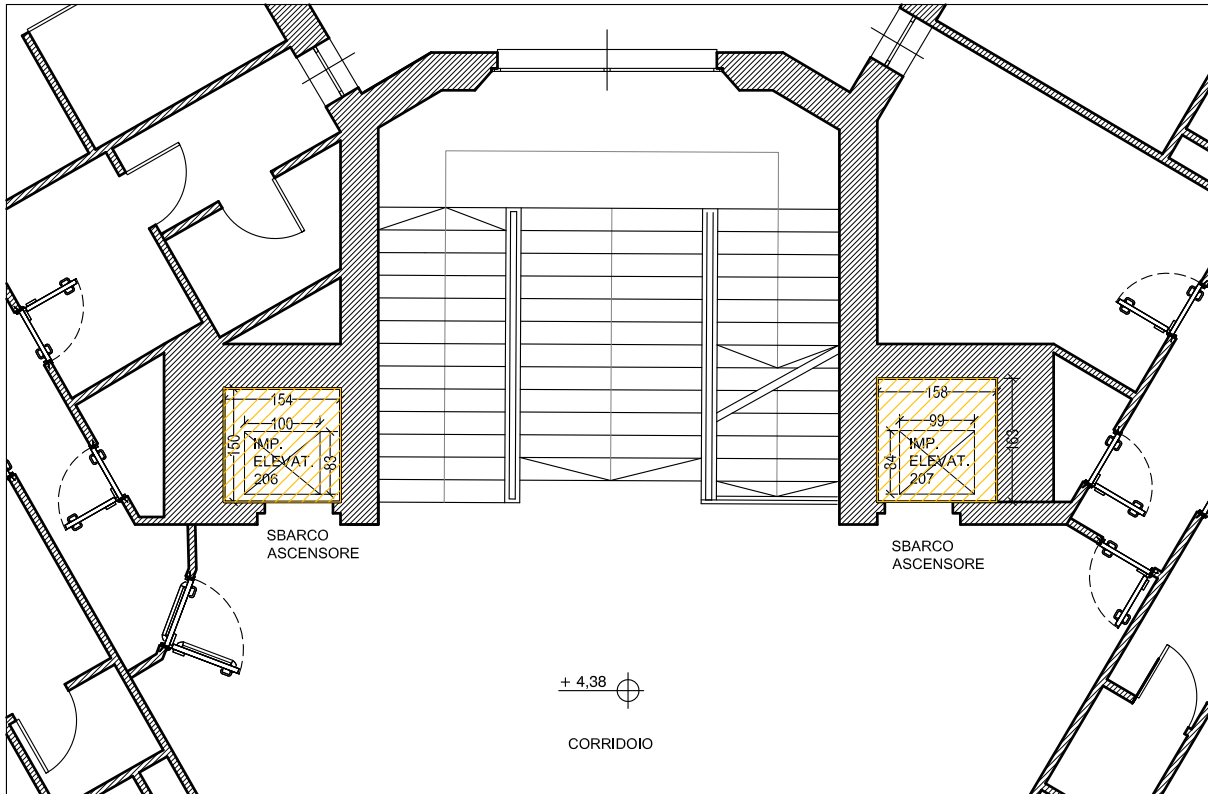 154
100
150
IMP.
ELEVAT.
206
83
158
99
163
84
IMP.
ELEVAT.
207
SBARCO
ASCENSORE
SBARCO
ASCENSORE
+ 4,38
CORRIDOIO